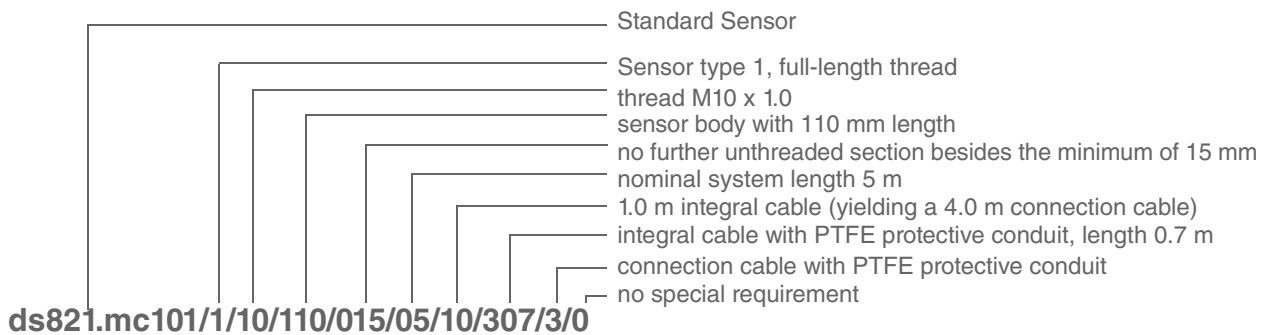 Standard Sensor
Sensor type 1, full-length thread
thread M10 x 1.0
sensor body with 110 mm length
no further unthreaded section besides the minimum of 15 mm
nominal system length 5 m
1.0 m integral cable (yielding a 4.0 m connection cable)
integral cable with PTFE protective conduit, length 0.7 m
connection cable with PTFE protective conduit
no special requirement
ds821.mc101/1/10/110/015/05/10/307/3/0